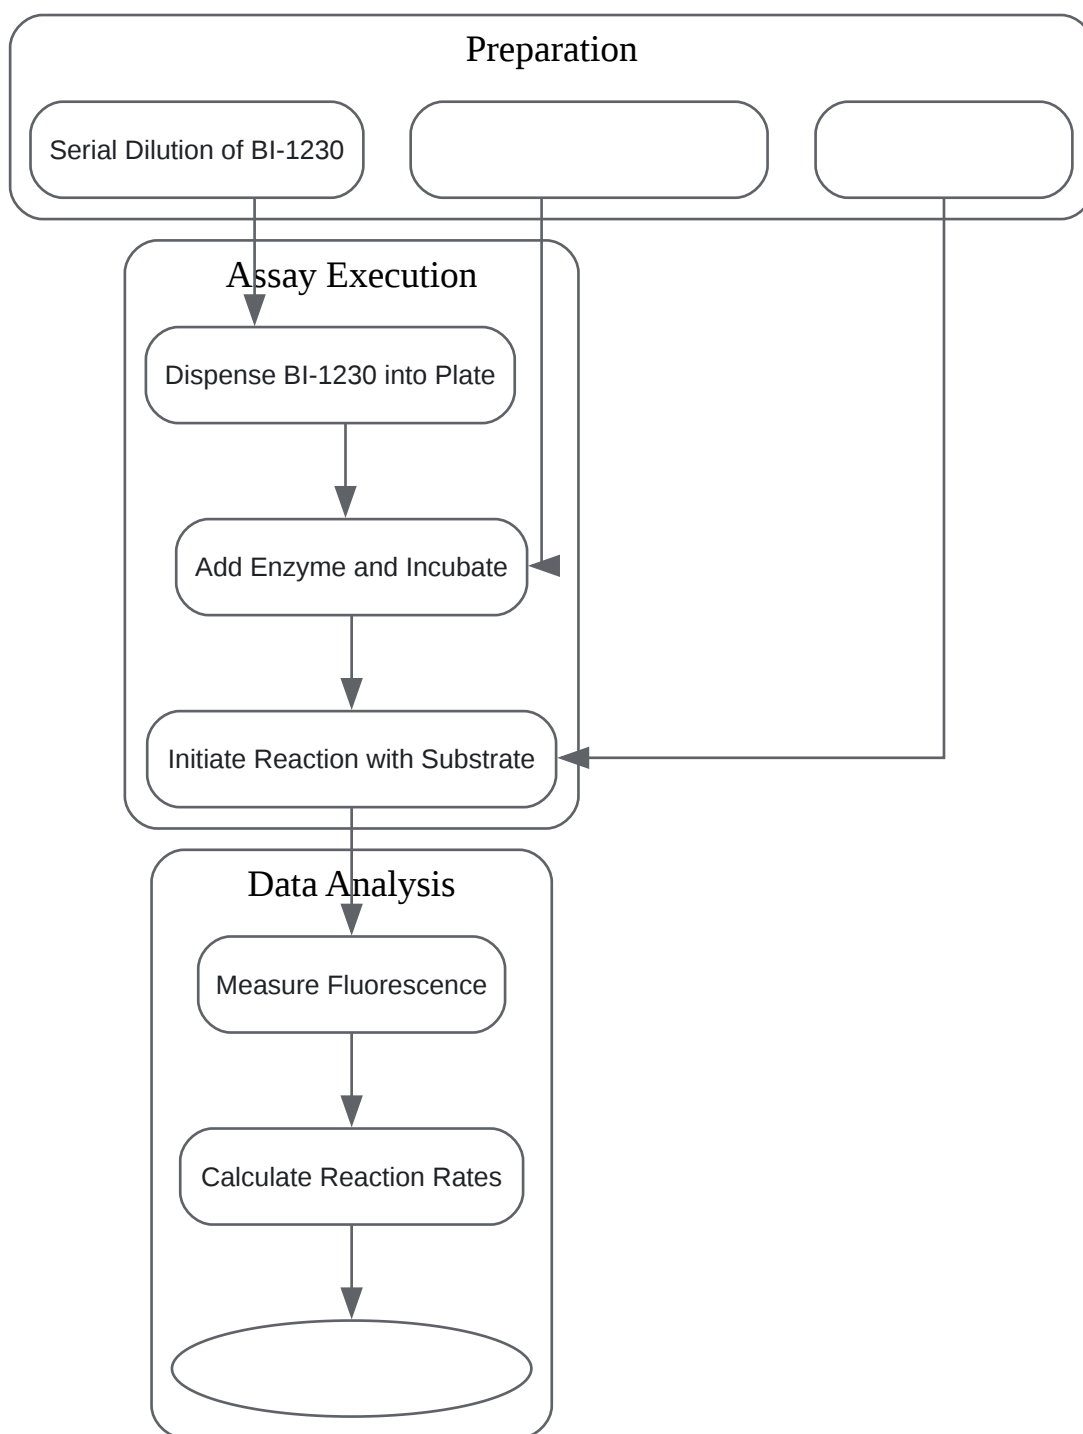 Preparation
Serial Dilution of BI-1230
Assay Execution
Dispense BI-1230 into Plate
Add Enzyme and Incubate
Initiate Reaction with Substrate
Data Analysis
Measure Fluorescence
Calculate Reaction Rates